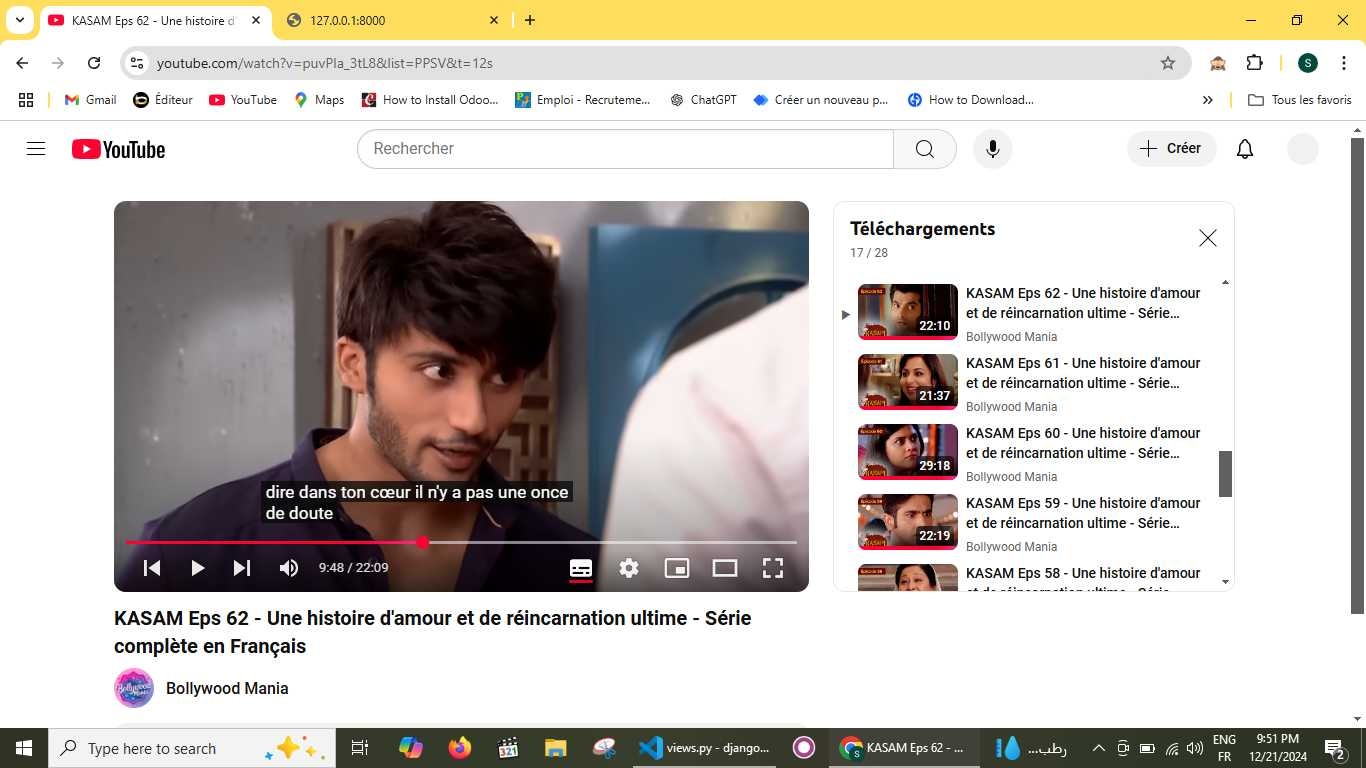 KASAM Eps 62 - Une histoire d
127.0.0.1:8000
youtube.com/watch?v=puvPla_3tL8&list=PPSV&t=12s
S
Gmail
Éditeur
YouTube
Maps
How to Install Odoo...
Emploi - Recruteme...
ChatGPT
Créer un nouveau p...
How to Download...
Tous les favoris
YouTube
Rechercher
Créer
dire dans ton cœur il n'y a pas une once
de doute
9:48 / 22:09
Téléchargements
17 / 28
22:10
KASAM Eps 62 - Une histoire d'amour
et de réincarnation ultime - Série...
Bollywood Mania
21:37
KASAM Eps 61 - Une histoire d'amour
et de réincarnation ultime - Série...
Bollywood Mania
29:18
KASAM Eps 60 - Une histoire d'amour
et de réincarnation ultime - Série...
Bollywood Mania
22:19
KASAM Eps 59 - Une histoire d'amour
et de réincarnation ultime - Série...
Bollywood Mania
KASAM Eps 58 - Une histoire d'amour
et de réincarnation ultime - Série...
KASAM Eps 62 - Une histoire d'amour et de réincarnation ultime - Série
complète en Français
Bollywood Mania
Type here to search
321
views.py - django...
KASAM Eps 62 - ...
رطب...
ENG
FR
9:51 PM
12/21/2024
2